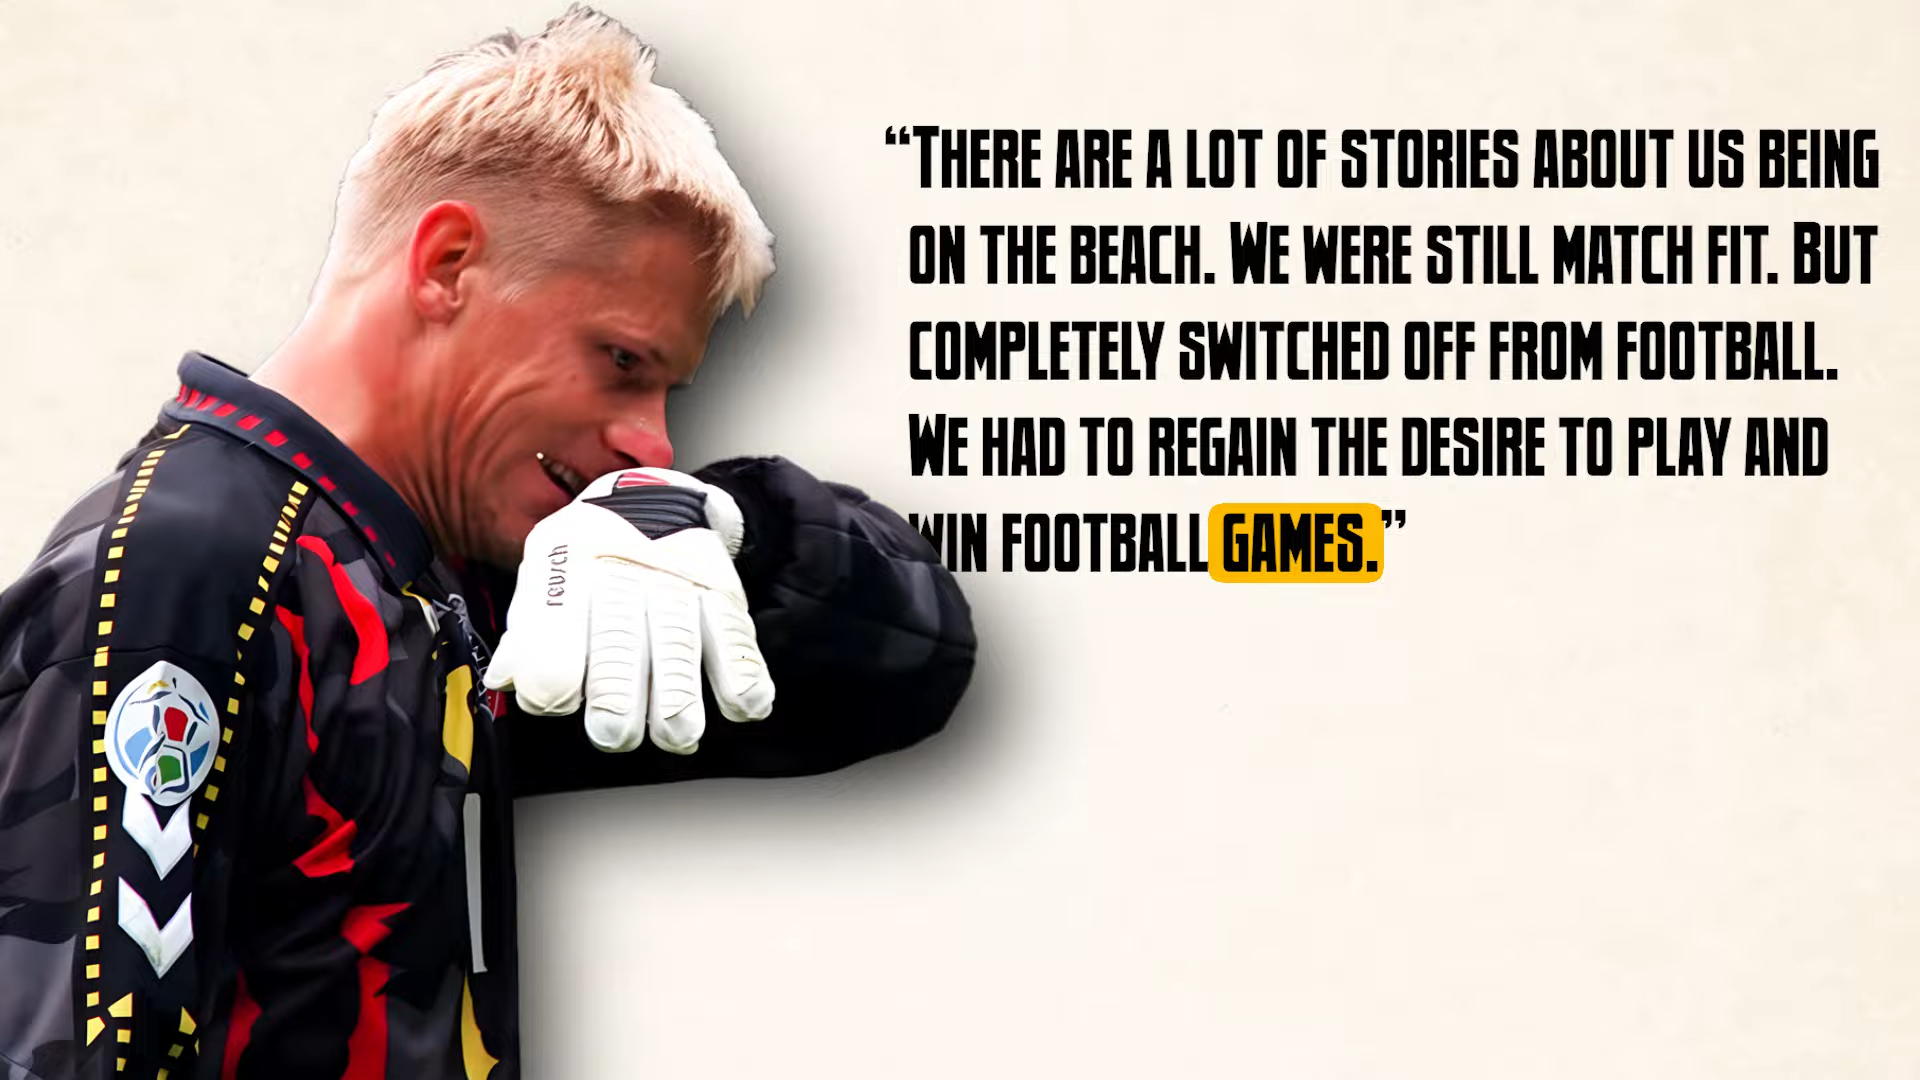 “There are a lot of stories about us being
on the beach. We were still match fit. But
completely switched off from football.
We had to regain the desire to play and
win football games.”
reusch